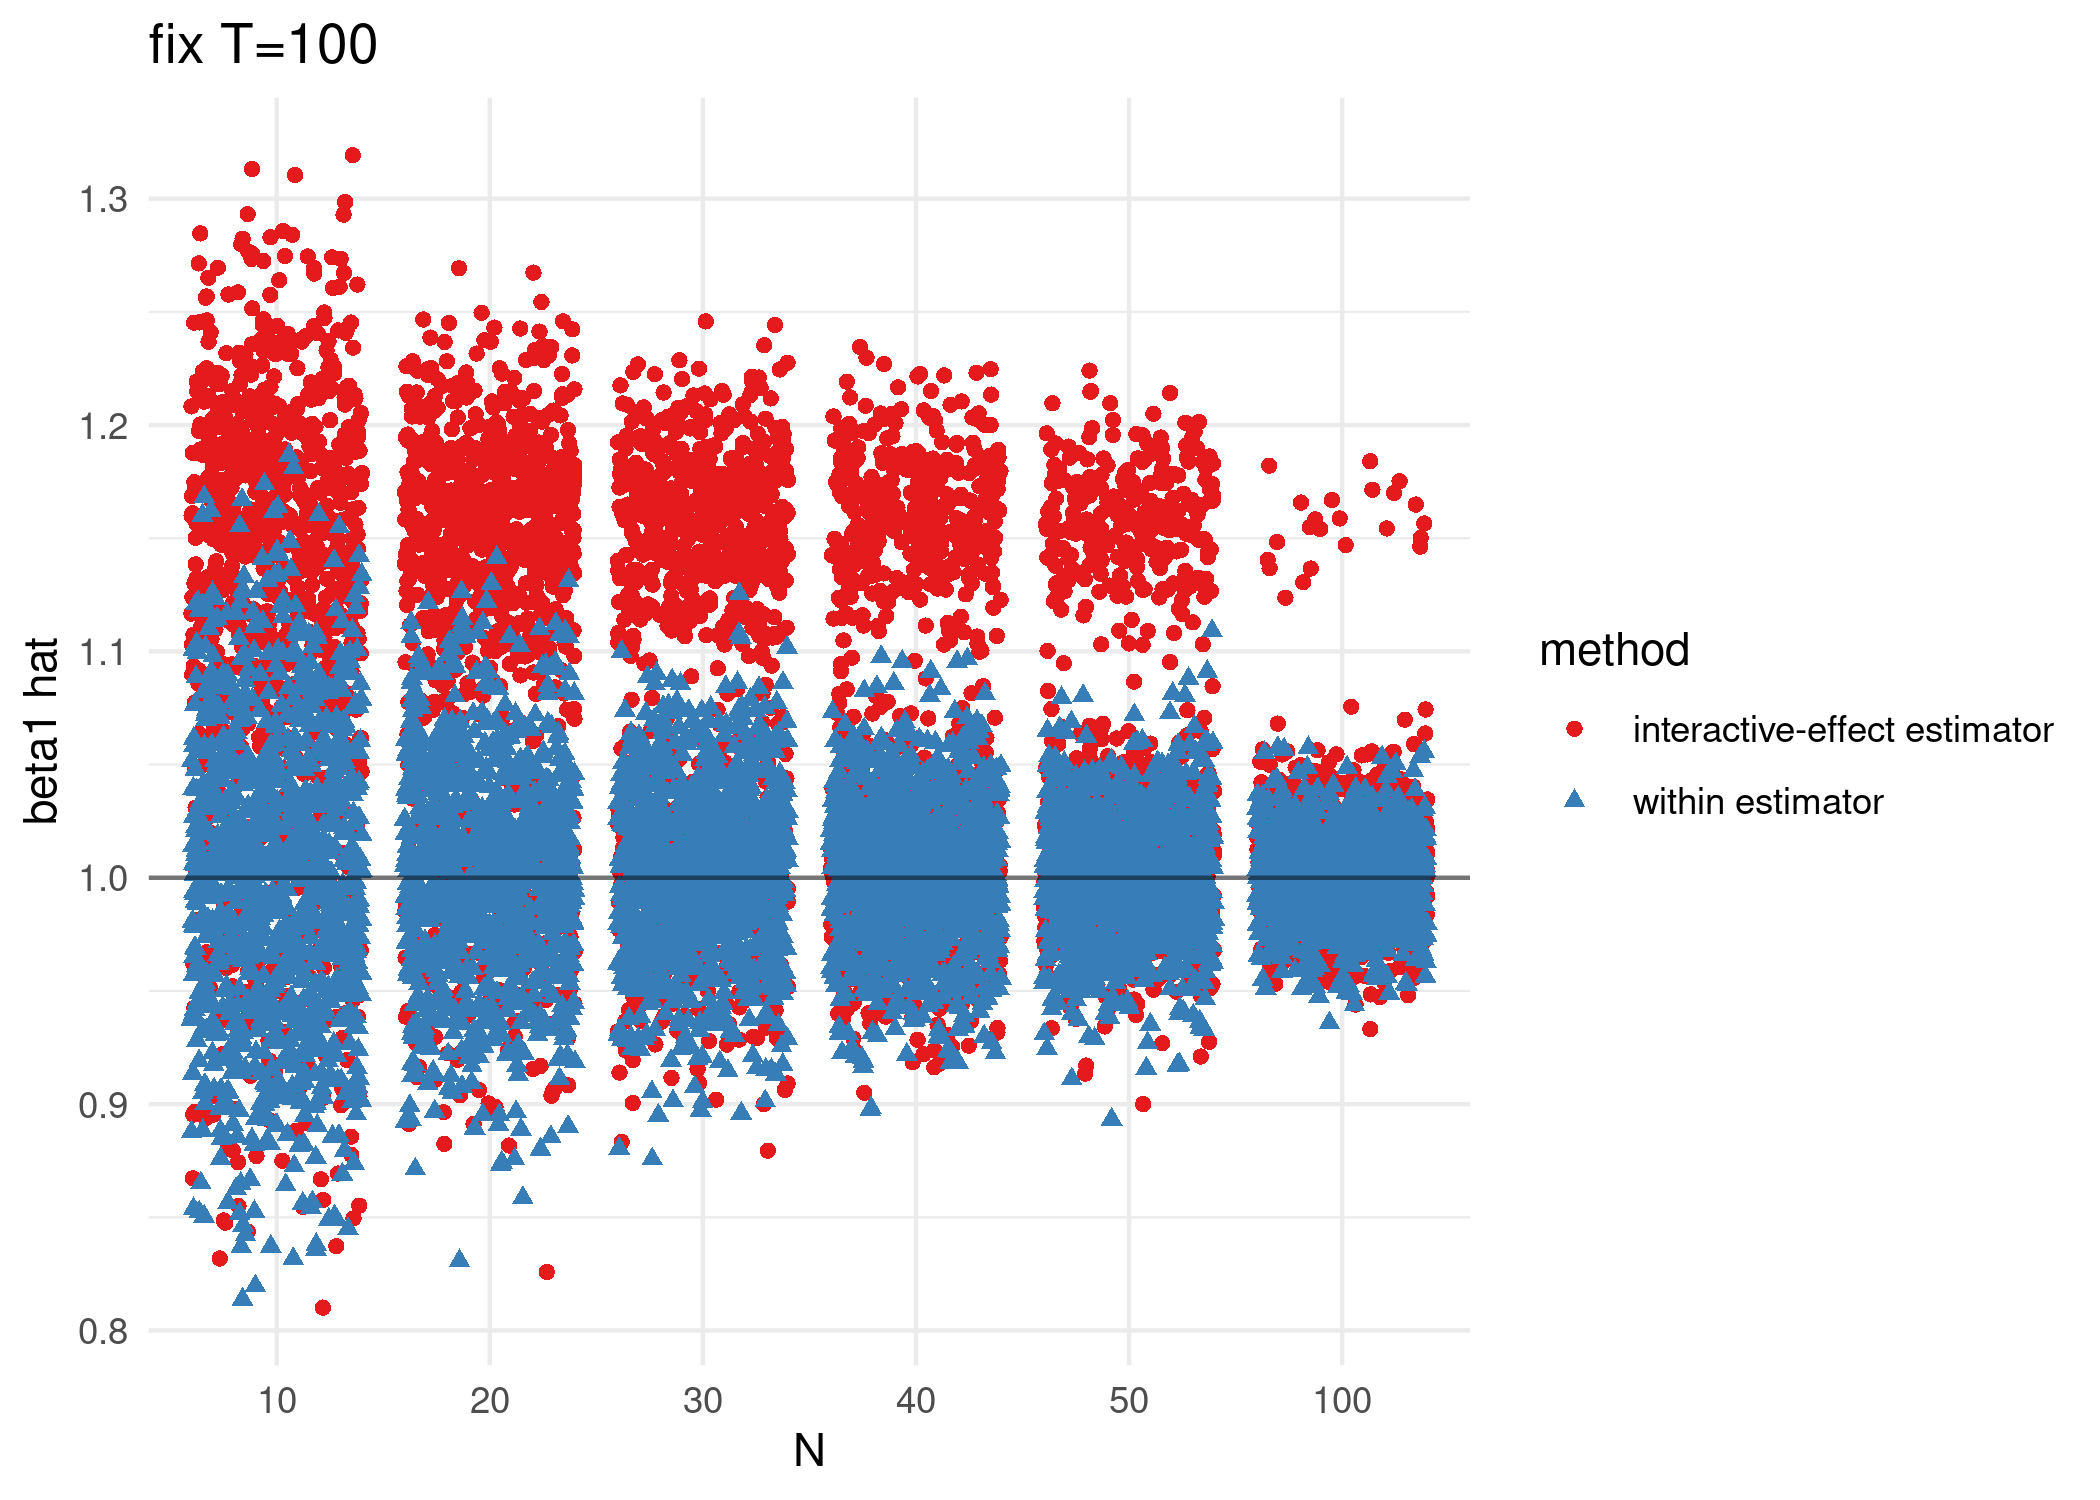 fix T=100
1.3
1.2
1.1
1.0
0.9
0.8
beta1 hat
10 20 30 40 50 100
N
method
interactive-effect estimator
within estimator